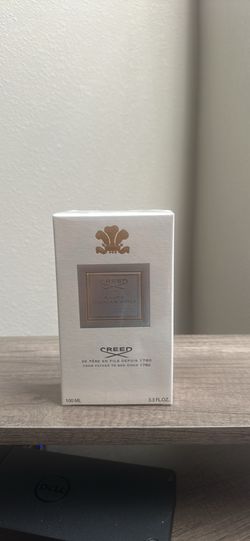 CREED
CREED
DE PÈRE EN FILS DEPUIS 1760
FROM FATHER TO SON SINCE 1760
100 ML
3.3 FL.OZ.
DELL